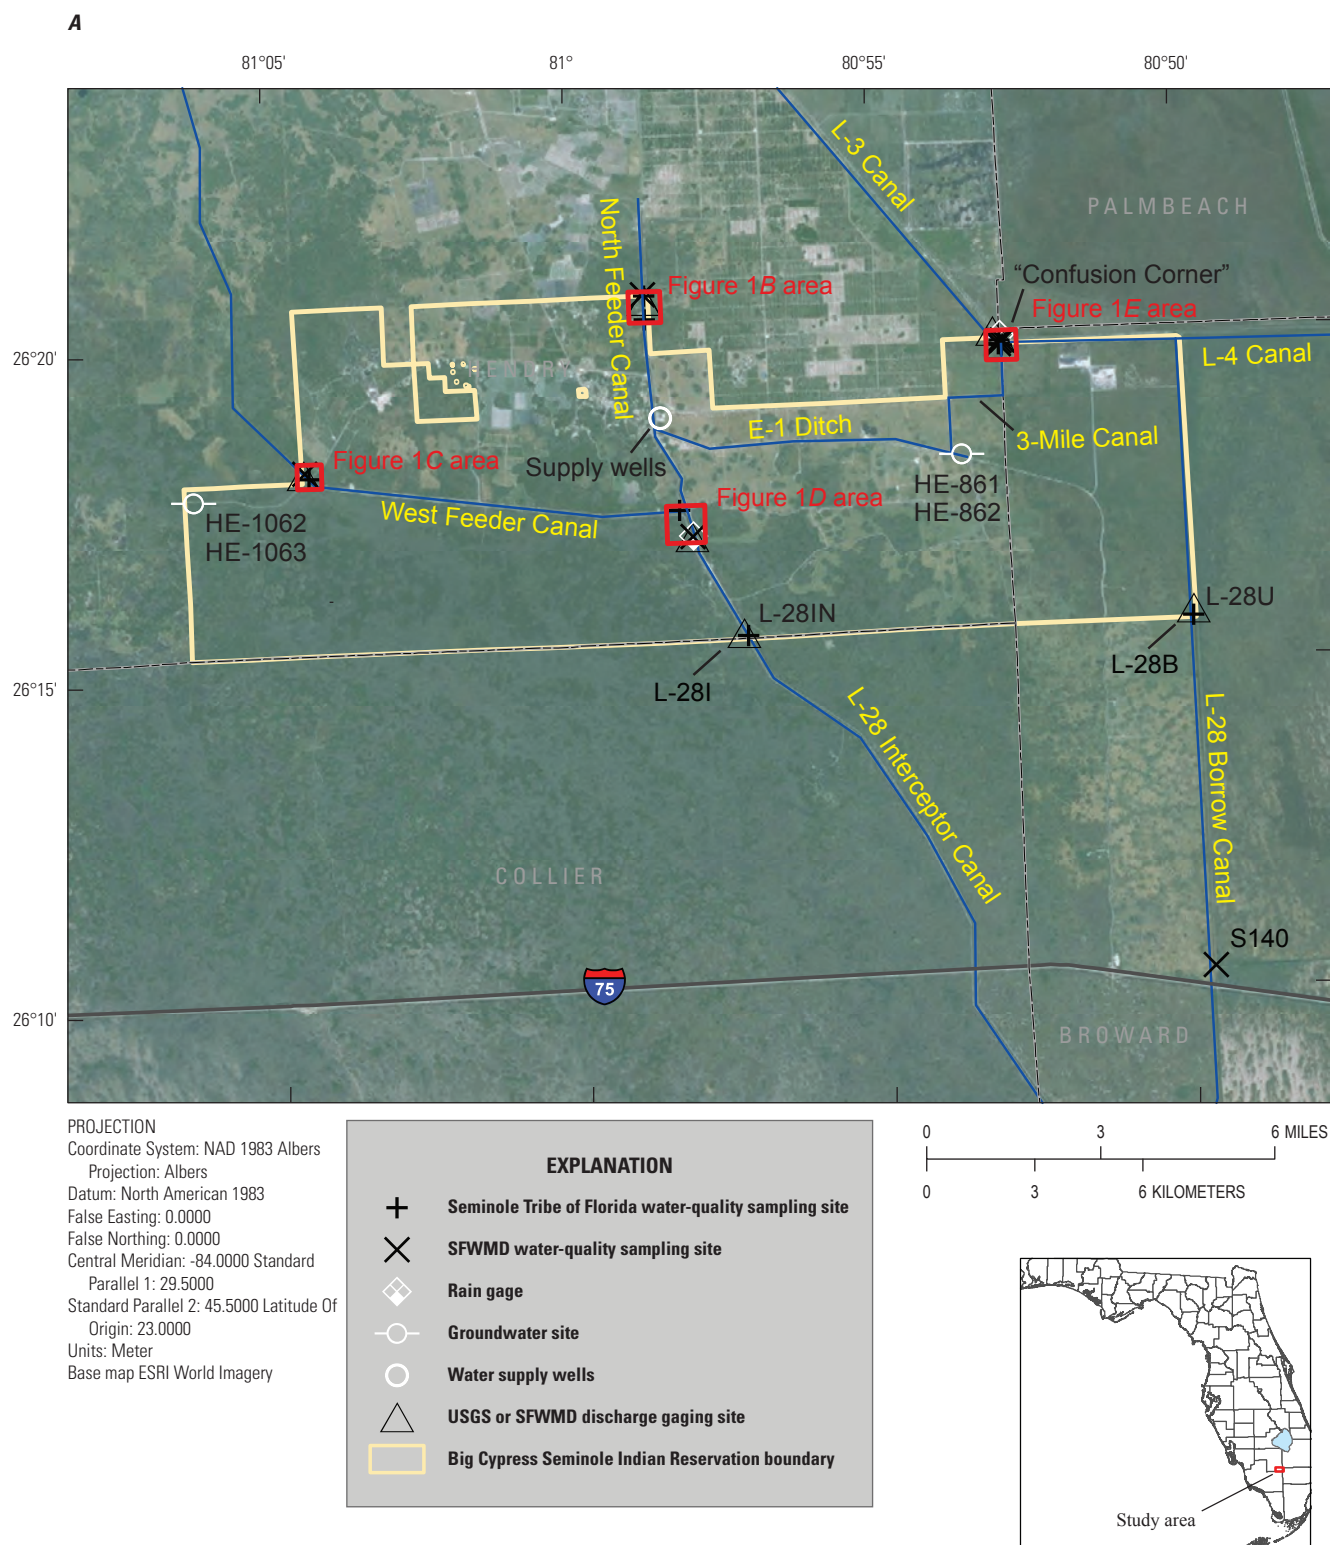 A
81°05'
81°
80°55'
80°50'
L-3 Canal
PALMBEACH
North Feeder Canal
"Confusion Corner"
Figure 1B area
Figure 1E area
26°20'
L-4 Canal
HENDRY
E-1 Ditch
3-Mile Canal
Supply wells
Figure 1C area
HE-861
HE-862
Figure 1D area
West Feeder Canal
HE-1062
HE-1063
L-28U
L-28IN
L-28B
L-28I
26°15'
L-28 Interceptor Canal
L-28 Borrow Canal
COLLIER
S140
75
26°10'
BROWARD
PROJECTION
Coordinate System: NAD 1983 Albers
Projection: Albers
Datum: North American 1983
False Easting: 0.0000
False Northing: 0.0000
Central Meridian: -84.0000 Standard
Parallel 1: 29.5000
Standard Parallel 2: 45.5000 Latitude Of
Origin: 23.0000
Units: Meter
Base map ESRI World Imagery
EXPLANATION
Seminole Tribe of Florida water-quality sampling site
SFWMD water-quality sampling site
Rain gage
Groundwater site
Water supply wells
USGS or SFWMD discharge gaging site
Big Cypress Seminole Indian Reservation boundary
0 3 6 MILES
0 3 6 KILOMETERS
Study area